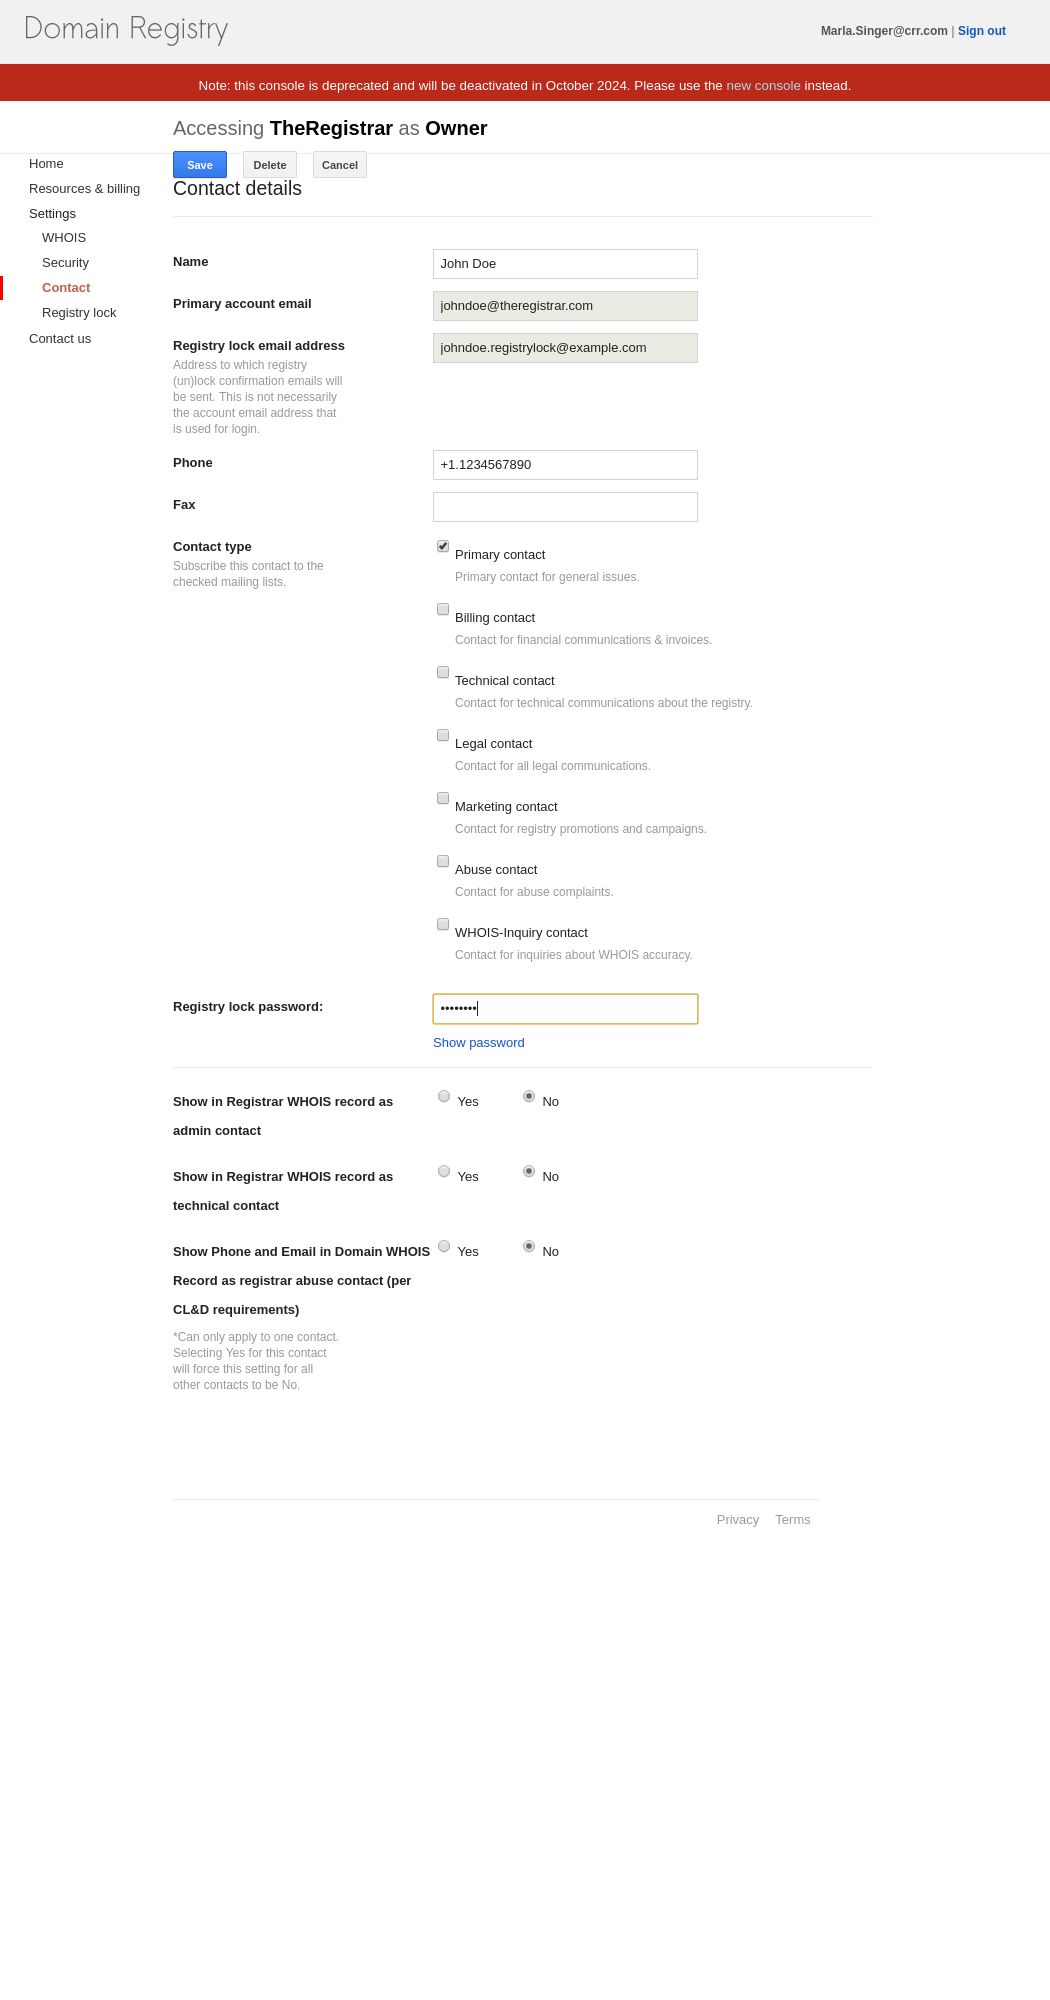 Domain Registry
Marla.Singer@crr.com | Sign out
Note: this console is deprecated and will be deactivated in October 2024. Please use the new console instead.
Accessing TheRegistrar as Owner
Home
Resources & billing
Settings
WHOIS
Security
Contact
Registry lock
Contact us
Save Delete Cancel
Contact details
Name
John Doe
Primary account email
johndoe@theregistrar.com
Registry lock email address
johndoe.registrylock@example.com
Address to which registry
(un)lock confirmation emails will
be sent. This is not necessarily
the account email address that
is used for login.
Phone
+1.1234567890
Fax
Contact type
Subscribe this contact to the
checked mailing lists.
Primary contact
Primary contact for general issues.
Billing contact
Contact for financial communications & invoices.
Technical contact
Contact for technical communications about the registry.
Legal contact
Contact for all legal communications.
Marketing contact
Contact for registry promotions and campaigns.
Abuse contact
Contact for abuse complaints.
WHOIS-Inquiry contact
Contact for inquiries about WHOIS accuracy.
Registry lock password:
••••••••
Show password
Show in Registrar WHOIS record as
admin contact
Yes No
Show in Registrar WHOIS record as
technical contact
Yes No
Show Phone and Email in Domain WHOIS
Record as registrar abuse contact (per
CL&D requirements)
Yes No
*Can only apply to one contact.
Selecting Yes for this contact
will force this setting for all
other contacts to be No.
Privacy Terms